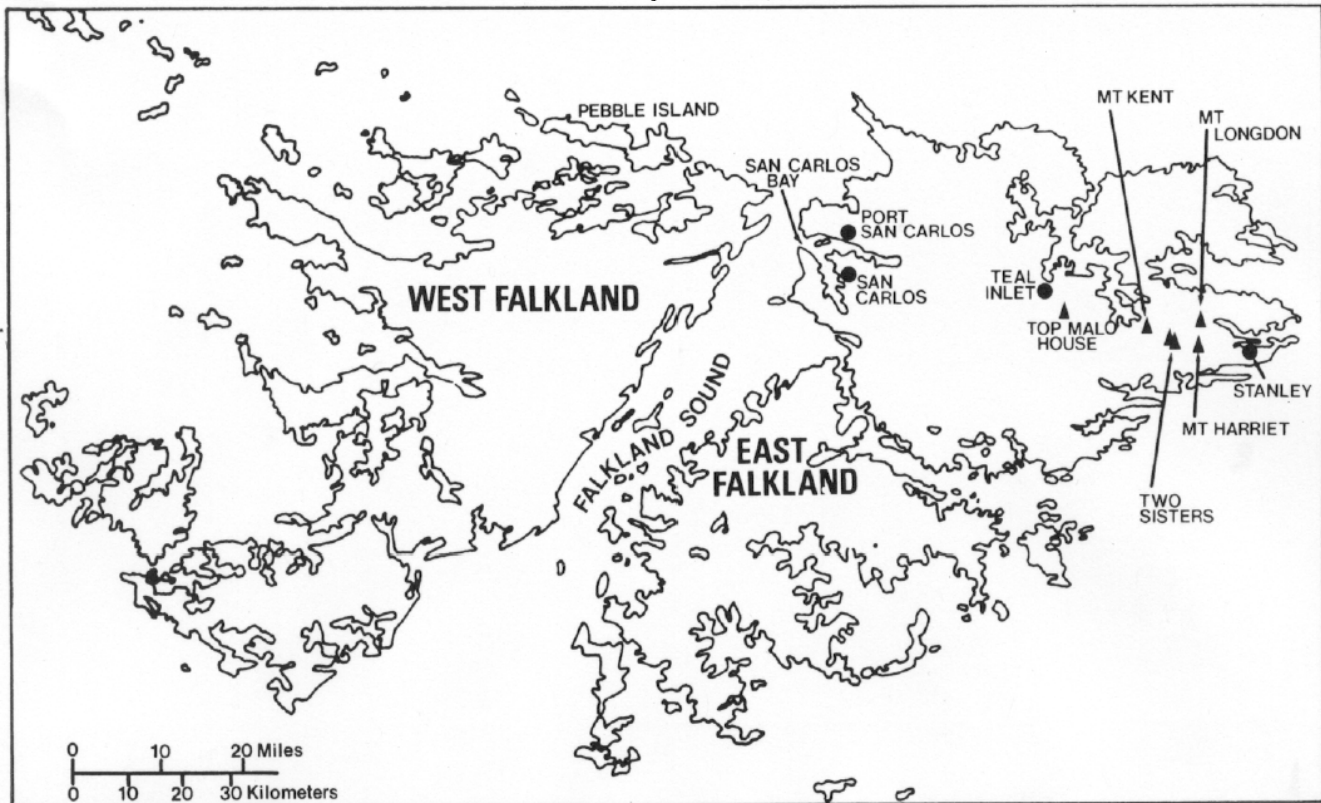 PEBBLE ISLAND
MT KENT
MT
LONGDON
SAN CARLOS
BAY
PORT
SAN CARLOS
SAN
CARLOS
TEAL
INLET
TOP MALO
HOUSE
WEST FALKLAND
STANLEY
MT HARRIET
FALKLAND SOUND
EAST
FALKLAND
TWO
SISTERS
0 10 20 Miles
0 10 20 30 Kilometers